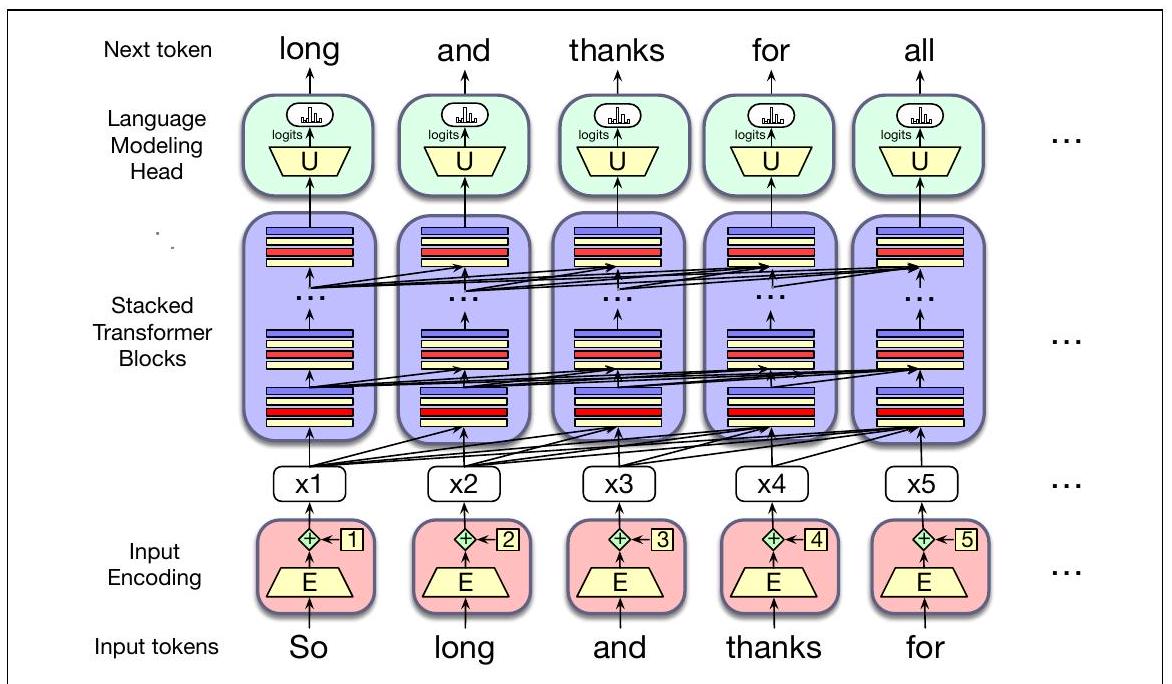 Next token long and thanks for all
Language
Modeling
Head
logits logits logits logits logits
U U U U U
...
Stacked
Transformer
Blocks
... ... ... ... ...
...
x1 x2 x3 x4 x5 ...
Input
Encoding
+ 1 + 2 + 3 + 4 + 5
E E E E E
...
Input tokens So long and thanks for